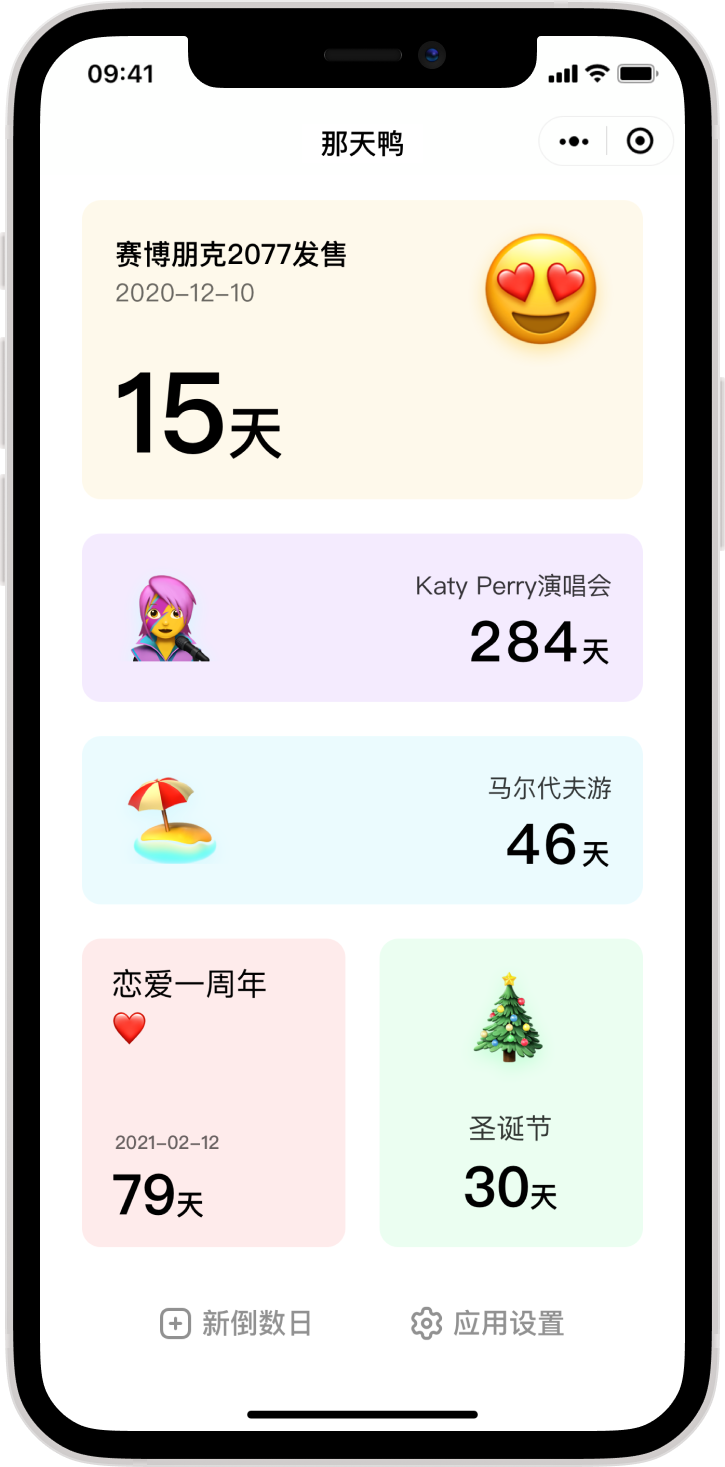 09:41
那天鸭
赛博朋克2077发售
2020-12-10
15天
Katy Perry演唱会
284天
马尔代夫游
46天
恋爱一周年
❤️
2021-02-12
79天
圣诞节
30天
新倒数日
应用设置